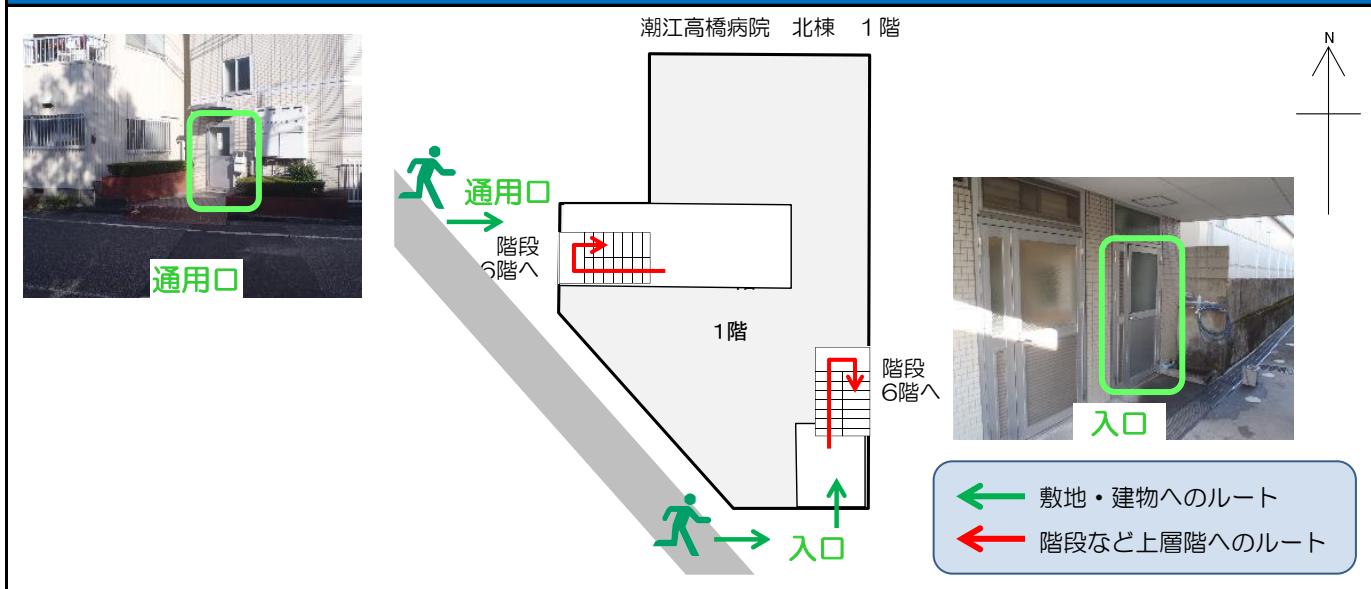 潮江高橋病院 北棟 1階
N
通用口
階段
6階へ
通用口
1階
階段
6階へ
入口
入口
敷地・建物へのルート
階段など上層階へのルート